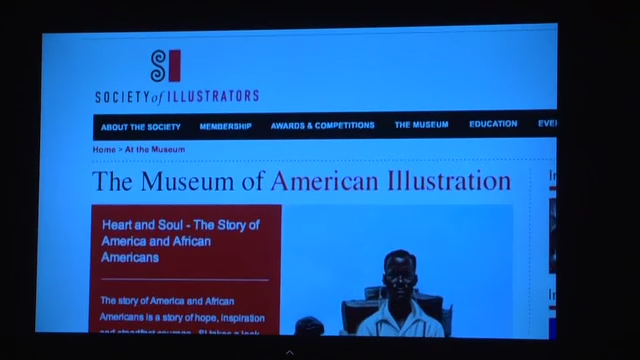 SI
SOCIETY of ILLUSTRATORS
ABOUT THE SOCIETY MEMBERSHIP AWARDS & COMPETITIONS THE MUSEUM EDUCATION EVE
Home > At the Museum
The Museum of American Illustration
Heart and Soul - The Story of
America and African
Americans
The story of America and African
Americans is a story of hope, inspiration